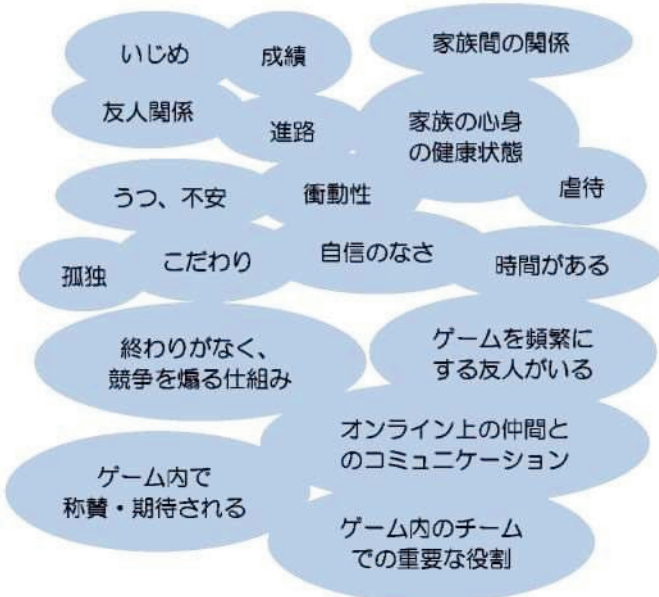 いじめ
成績
家族間の関係
友人関係
進路
家族の心身
の健康状態
虐待
うつ、不安
衝動性
孤独
こだわり
自信のなさ
時間がある
終わりがなく、
競争を煽る仕組み
ゲームを頻繁に
する友人がいる
オンライン上の仲間と
のコミュニケーション
ゲーム内で
称賛・期待される
ゲーム内のチーム
での重要な役割